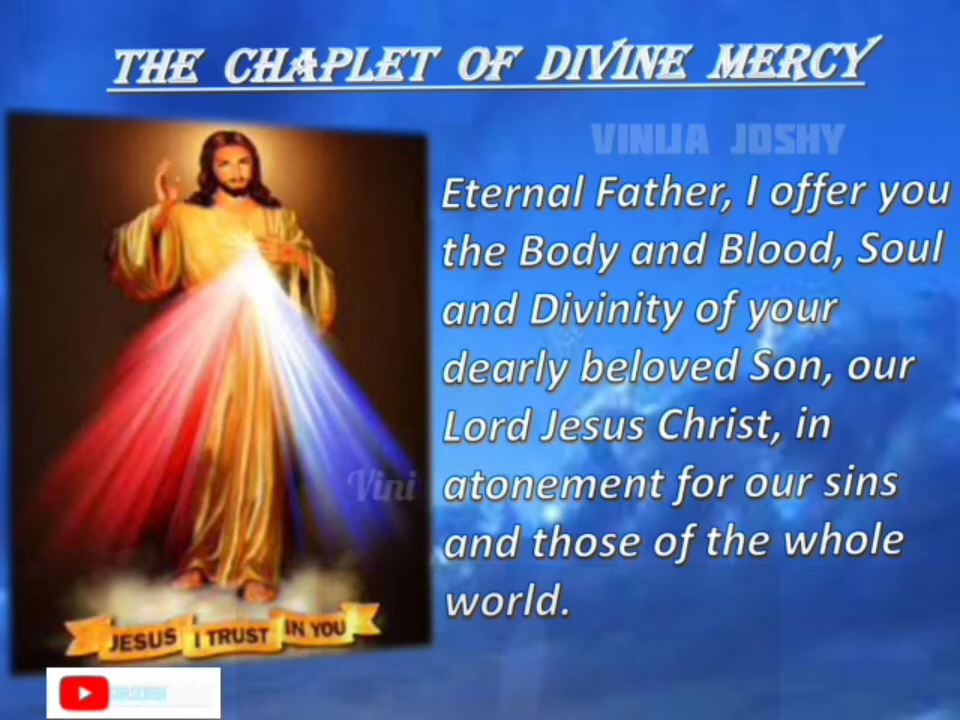 THE CHAPLET OF DIVINE MERCY
VINIJA JOSHY
Eternal Father, I offer you
the Body and Blood, Soul
and Divinity of your
dearly beloved Son, our
Lord Jesus Christ, in
atonement for our sins
and those of the whole
world.
Vini
JESUS I TRUST IN YOU
SUBSCRIBE